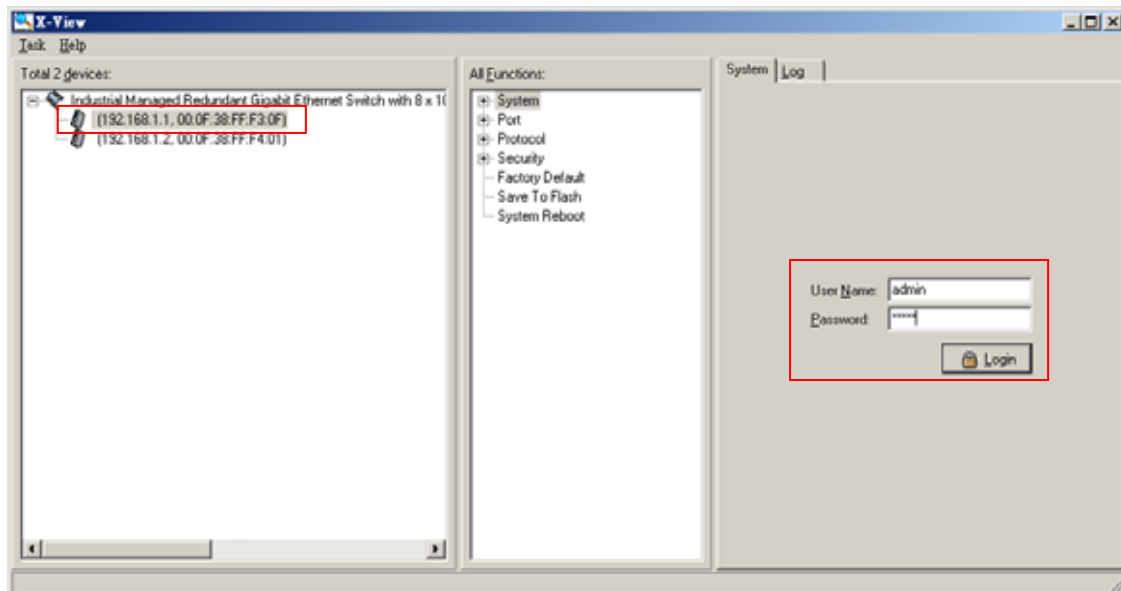 X-View
Task Help
Total 2 devices:
Industrial Managed Redundant Gigabit Ethernet Switch with 8 x 10
(192.168.1.1, 00:0F:38:FF:F3:0F)
(192.168.1.2, 00:0F:38:FF:F4:01)
All Functions:
System
Port
Protocol
Security
Factory Default
Save To Flash
System Reboot
System Log
User Name: admin
Password: *****
Login